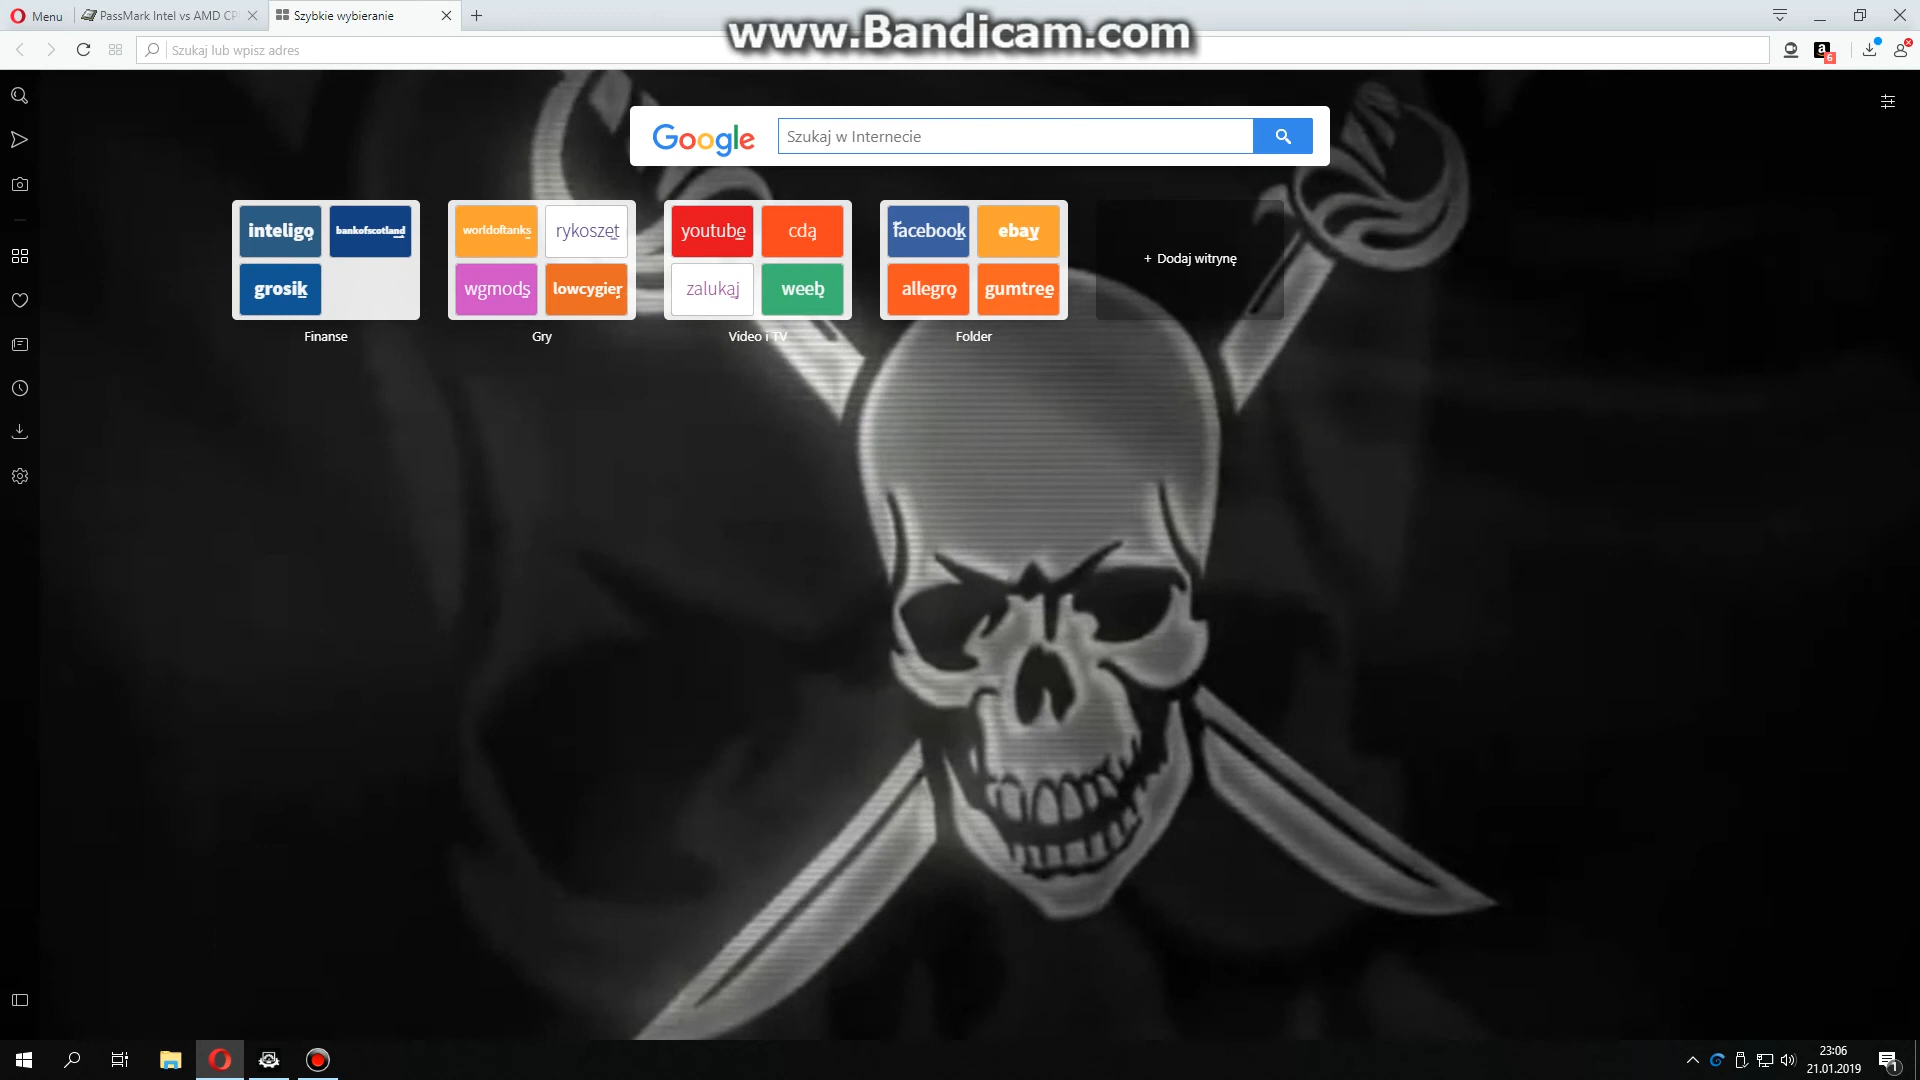 Menu
PassMark Intel vs AMD CP
Szybkie wybieranie
www.Bandicam.com
Szukaj lub wpisz adres
6
Google
Szukaj w Internecie
inteligo
bankofscotland
grosik
Finanse
worldoftanks
rykoszet
wgmods
lowcygier
Gry
youtube
cda
zalukaj
weeb
Video i TV
facebook
ebay
allegro
gumtree
Folder
+ Dodaj witrynę
23:06
21.01.2019
1